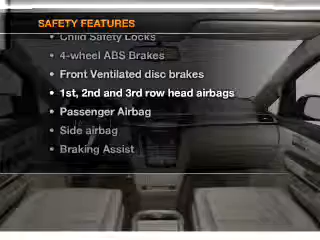 SAFETY FEATURES
• Child Safety Locks
• 4-wheel ABS Brakes
• Front Ventilated disc brakes
• 1st, 2nd and 3rd row head airbags
• Passenger Airbag
• Side airbag
• Braking Assist